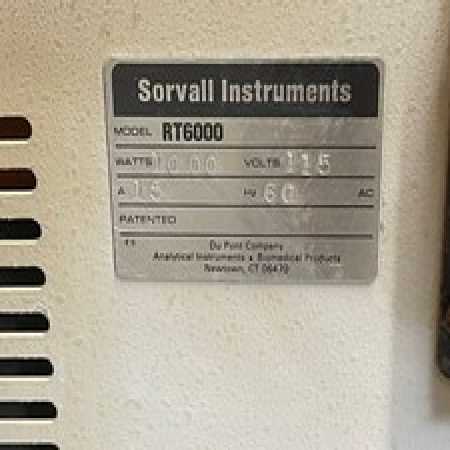 Sorvall Instruments
MODEL RT6000
WATTS VOLTS 115
A 15 Hz 60 AC
PATENTED
Du Pont Company
Analytical Instruments • Biomedical Products
Newtown, CT 06470